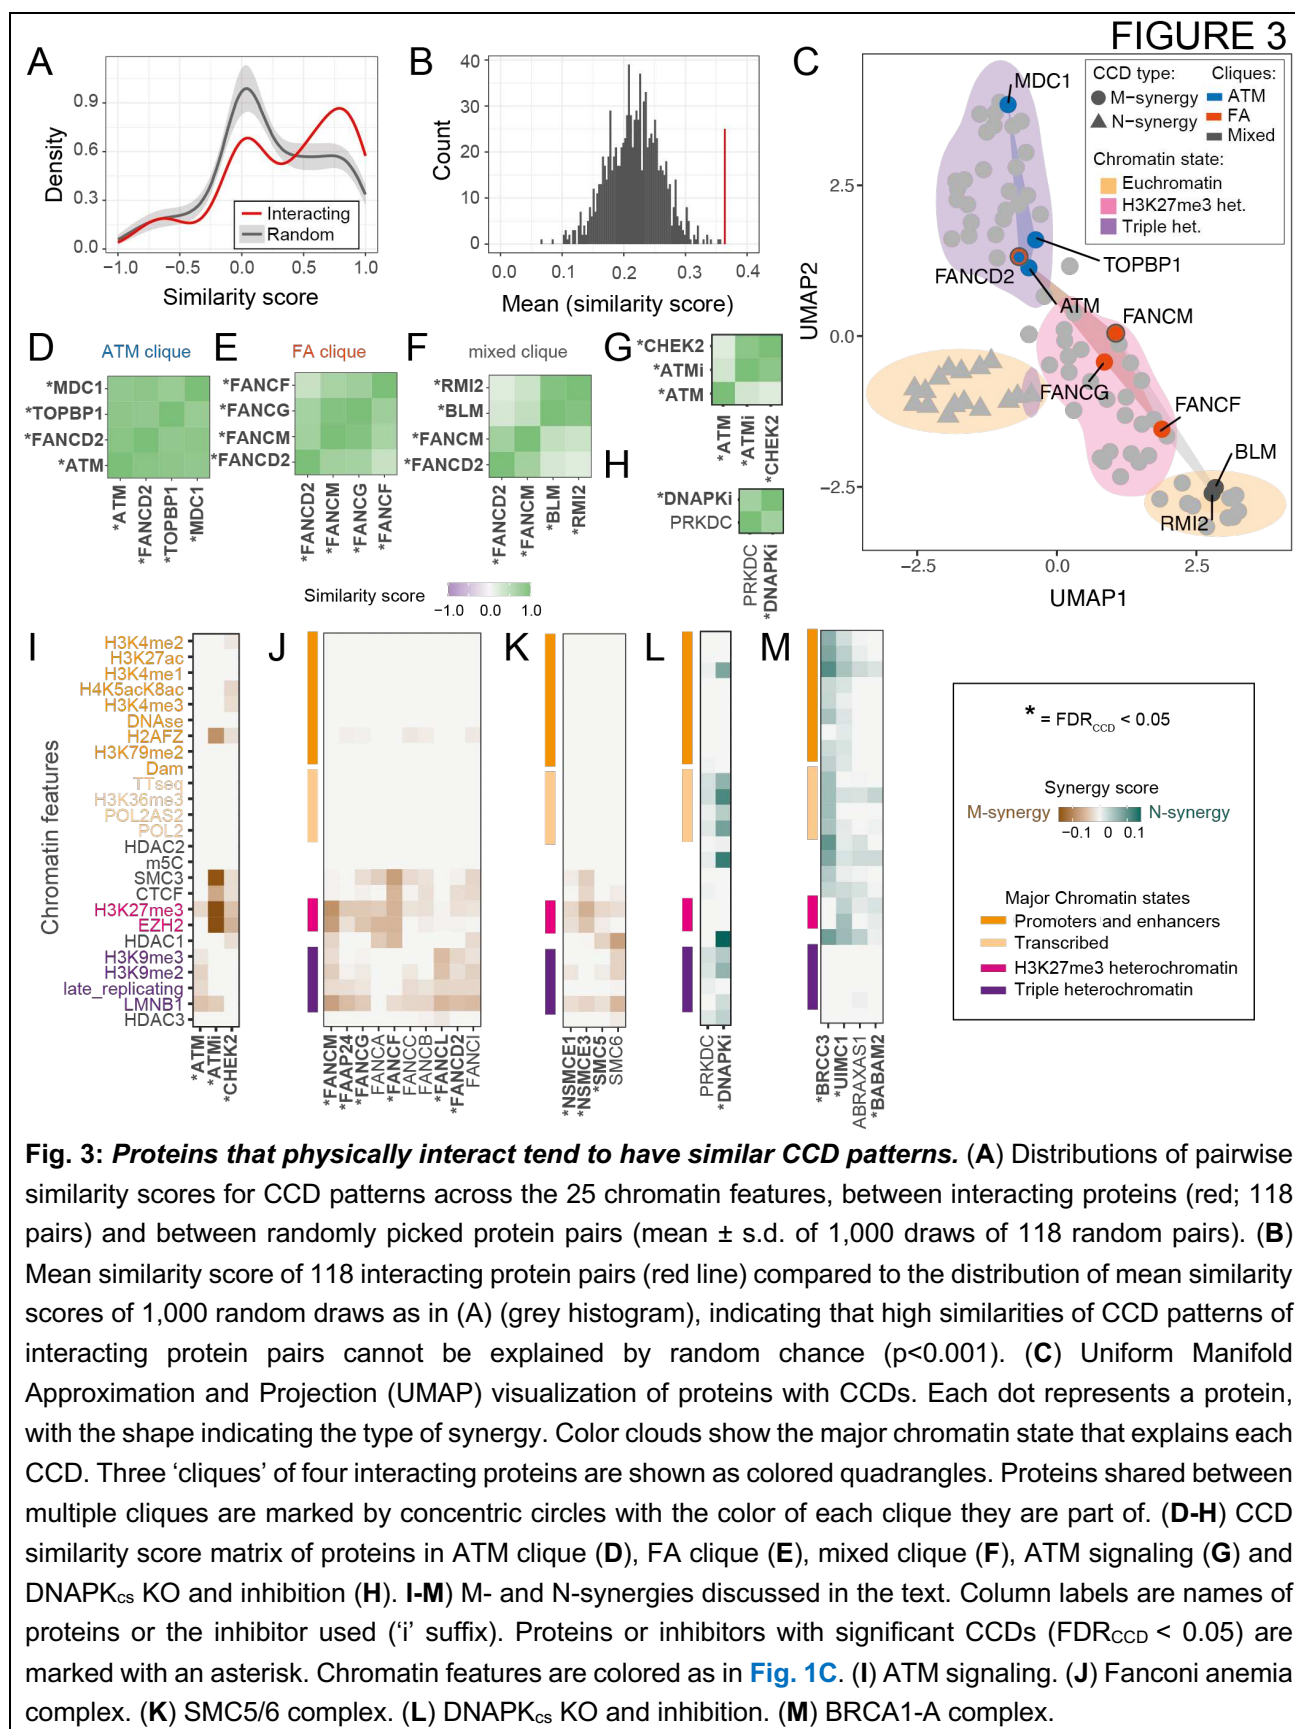 FIGURE 3
A
0.9
0.6
0.3
0.0
Density
Interacting
Random
−1.0 −0.5 0.0 0.5 1.0
Similarity score
B
40
30
20
10
0
Count
0.0 0.1 0.2 0.3 0.4
Mean (similarity score)
C
CCD type:
M−synergy
N−synergy
Cliques:
ATM
FA
Mixed
Chromatin state:
Euchromatin
H3K27me3 het.
Triple het.
MDC1
TOPBP1
FANCD2
ATM
FANCM
FANCG
FANCF
BLM
RMI2
2.5
0.0
−2.5
UMAP2
−2.5 0.0 2.5
UMAP1
D
ATM clique
*MDC1
*TOPBP1
*FANCD2
*ATM
*ATM
*FANCD2
*TOPBP1
*MDC1
E
FA clique
*FANCF
*FANCG
*FANCM
*FANCD2
*FANCD2
*FANCM
*FANCG
*FANCF
F
mixed clique
*RMI2
*BLM
*FANCM
*FANCD2
*FANCD2
*FANCM
*BLM
*RMI2
G
*CHEK2
*ATMi
*ATM
*ATM
*ATMi
*CHEK2
H
*DNAPKi
PRKDC
PRKDC
*DNAPKi
Similarity score
−1.0 0.0 1.0
I
Chromatin features
H3K4me2
H3K27ac
H3K4me1
H4K5acK8ac
H3K4me3
DNAse
H2AFZ
H3K79me2
Dam
TTseq
H3K36me3
POL2AS2
POL2
HDAC2
m5C
SMC3
CTCF
H3K27me3
EZH2
HDAC1
H3K9me3
H3K9me2
late_replicating
LMNB1
HDAC3
*ATM
*ATMi
*CHEK2
J
*FANCM
*FAAP24
*FANCG
FANCA
*FANCF
FANCC
FANCB
*FANCL
*FANCD2
FANCI
K
*NSMCE1
*NSMCE3
*SMC5
SMC6
L
PRKDC
*DNAPKi
M
*BRCC3
*UIMC1
ABRAXAS1
*BABAM2
* = FDRCCD < 0.05
Synergy score
M−synergy N−synergy
−0.1 0 0.1
Major Chromatin states
Promoters and enhancers
Transcribed
H3K27me3 heterochromatin
Triple heterochromatin
Fig. 3: Proteins that physically interact tend to have similar CCD patterns. (A) Distributions of pairwise
similarity scores for CCD patterns across the 25 chromatin features, between interacting proteins (red; 118
pairs) and between randomly picked protein pairs (mean ± s.d. of 1,000 draws of 118 random pairs). (B)
Mean similarity score of 118 interacting protein pairs (red line) compared to the distribution of mean similarity
scores of 1,000 random draws as in (A) (grey histogram), indicating that high similarities of CCD patterns of
interacting protein pairs cannot be explained by random chance (p<0.001). (C) Uniform Manifold
Approximation and Projection (UMAP) visualization of proteins with CCDs. Each dot represents a protein,
with the shape indicating the type of synergy. Color clouds show the major chromatin state that explains each
CCD. Three ‘cliques’ of four interacting proteins are shown as colored quadrangles. Proteins shared between
multiple cliques are marked by concentric circles with the color of each clique they are part of. (D-H) CCD
similarity score matrix of proteins in ATM clique (D), FA clique (E), mixed clique (F), ATM signaling (G) and
DNAPKcs KO and inhibition (H). I-M) M- and N-synergies discussed in the text. Column labels are names of
proteins or the inhibitor used (‘i’ suffix). Proteins or inhibitors with significant CCDs (FDRCCD < 0.05) are
marked with an asterisk. Chromatin features are colored as in Fig. 1C. (I) ATM signaling. (J) Fanconi anemia
complex. (K) SMC5/6 complex. (L) DNAPKcs KO and inhibition. (M) BRCA1-A complex.